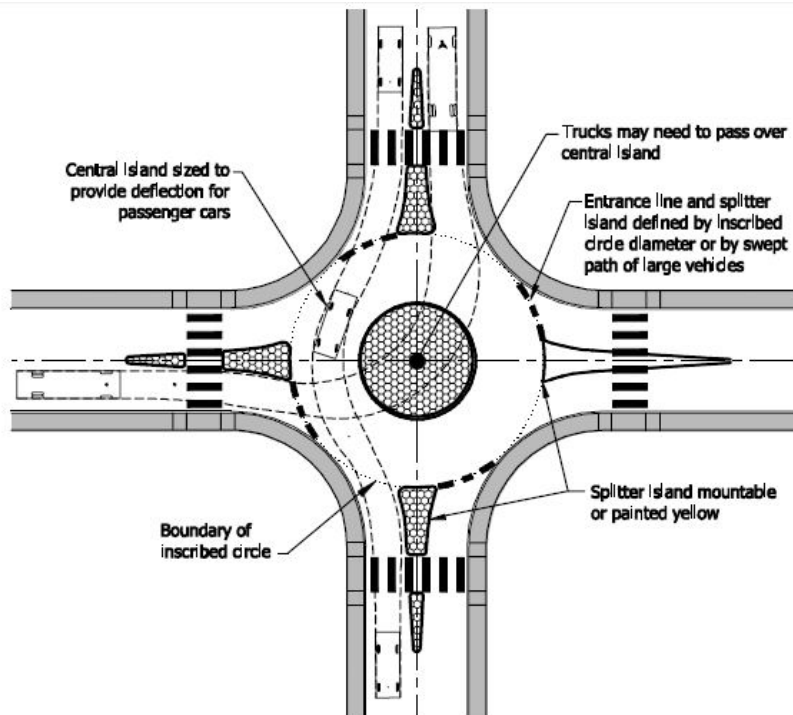 Trucks may need to pass over
central island
Central island sized to
provide deflection for
passenger cars
Entrance line and splitter
island defined by inscribed
circle diameter or by swept
path of large vehicles
Splitter island mountable
or painted yellow
Boundary of
inscribed circle